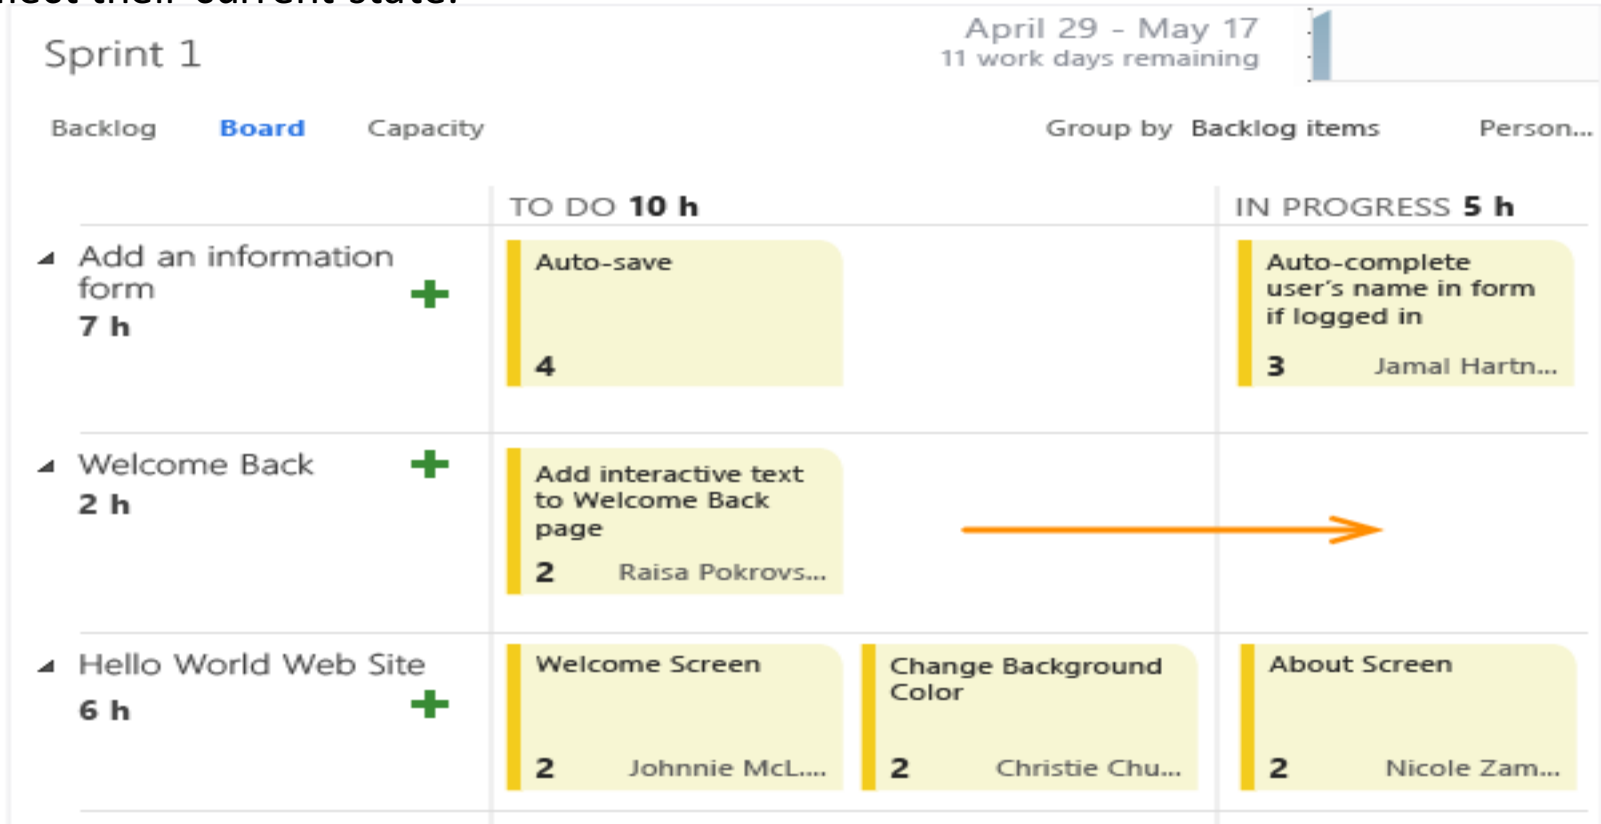 meet their current state.
Sprint 1
April 29 - May 17
11 work days remaining
Backlog Board Capacity
Group by Backlog items Person...
TO DO 10 h
IN PROGRESS 5 h
Add an information
form
7 h
Auto-save
4
Auto-complete
user's name in form
if logged in
3 Jamal Hartn...
Welcome Back
2 h
Add interactive text
to Welcome Back
page
2 Raisa Pokrovs...
Hello World Web Site
6 h
Welcome Screen
2 Johnnie McL....
Change Background
Color
2 Christie Chu...
About Screen
2 Nicole Zam...